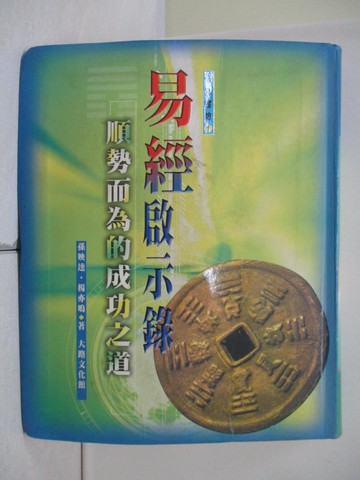 易經啟示錄
順勢而為的成功之道
孫映逵・楊亦鳴◆著 大路文化館